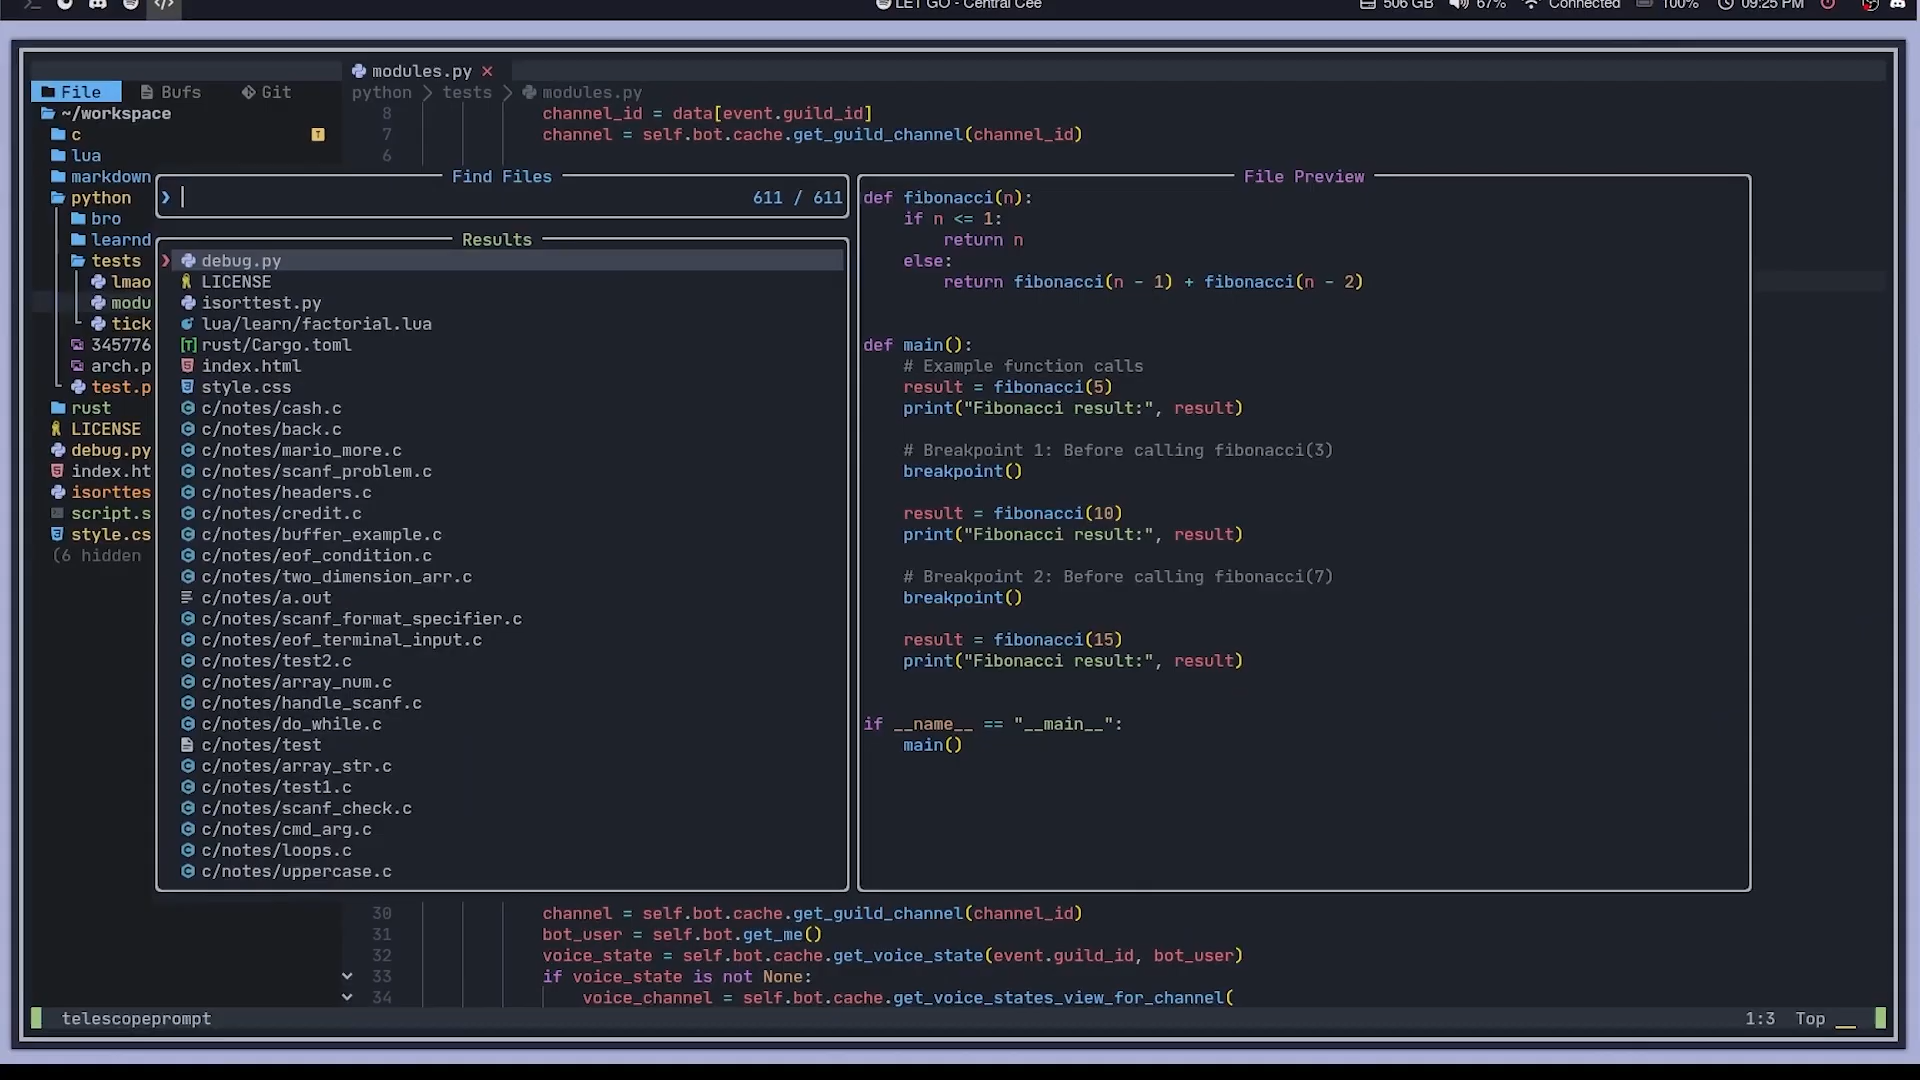 LET GO - Central Cee
506 GB 67% Connected 100% 09:25 PM
modules.py
File Bufs Git
python tests modules.py
~/workspace
c
T
lua
markdown
python
bro
learnd
tests
lmao
modu
tick
345776
arch.p
test.p
rust
LICENSE
debug.py
index.ht
isorttes
script.s
style.cs
(6 hidden
8 channel_id = data[event.guild_id]
7 channel = self.bot.cache.get_guild_channel(channel_id)
6
Find Files
611 / 611
Results
debug.py
LICENSE
isorttest.py
lua/learn/factorial.lua
[T] rust/Cargo.toml
index.html
style.css
c/notes/cash.c
c/notes/back.c
c/notes/mario_more.c
c/notes/scanf_problem.c
c/notes/headers.c
c/notes/credit.c
c/notes/buffer_example.c
c/notes/eof_condition.c
c/notes/two_dimension_arr.c
c/notes/a.out
c/notes/scanf_format_specifier.c
c/notes/eof_terminal_input.c
c/notes/test2.c
c/notes/array_num.c
c/notes/handle_scanf.c
c/notes/do_while.c
c/notes/test
c/notes/array_str.c
c/notes/test1.c
c/notes/scanf_check.c
c/notes/cmd_arg.c
c/notes/loops.c
c/notes/uppercase.c
File Preview
def fibonacci(n):
if n <= 1:
return n
else:
return fibonacci(n - 1) + fibonacci(n - 2)
def main():
# Example function calls
result = fibonacci(5)
print("Fibonacci result:", result)
# Breakpoint 1: Before calling fibonacci(3)
breakpoint()
result = fibonacci(10)
print("Fibonacci result:", result)
# Breakpoint 2: Before calling fibonacci(7)
breakpoint()
result = fibonacci(15)
print("Fibonacci result:", result)
if __name__ == "__main__":
main()
30 channel = self.bot.cache.get_guild_channel(channel_id)
31 bot_user = self.bot.get_me()
32 voice_state = self.bot.cache.get_voice_state(event.guild_id, bot_user)
33 if voice_state is not None:
34 voice_channel = self.bot.cache.get_voice_states_view_for_channel(
telescopeprompt
1:3 Top __